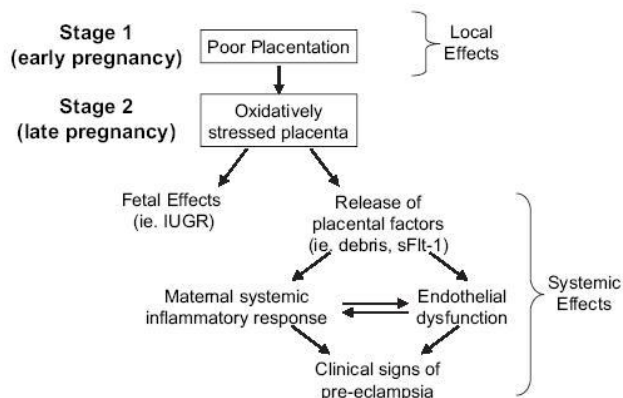 Stage 1
(early pregnancy)
Poor Placentation
Local
Effects
Stage 2
(late pregnancy)
Oxidatively
stressed placenta
Fetal Effects
(ie. IUGR)
Release of
placental factors
(ie. debris, sFlt-1)
Maternal systemic
inflammatory response
Endothelial
dysfunction
Systemic
Effects
Clinical signs of
pre-eclampsia